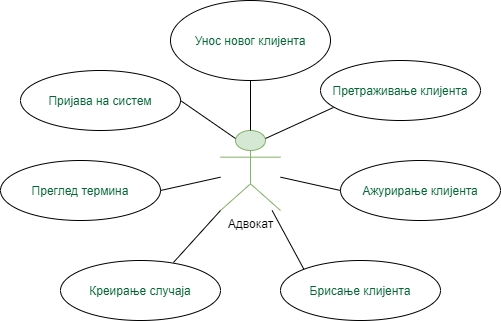 Унос новог клијента
Пријава на систем
Претраживање клијента
Преглед термина
Ажурирање клијента
Адвокат
Креирање случаја
Брисање клијента